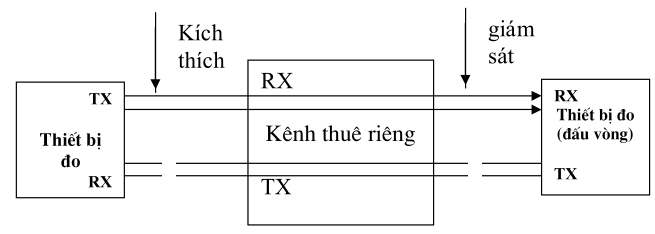 Kích
thích
giám
sát
TX
Thiết bị
đo
RX
RX
Kênh thuê riêng
TX
RX
Thiết bị đo
(đấu vòng)
TX